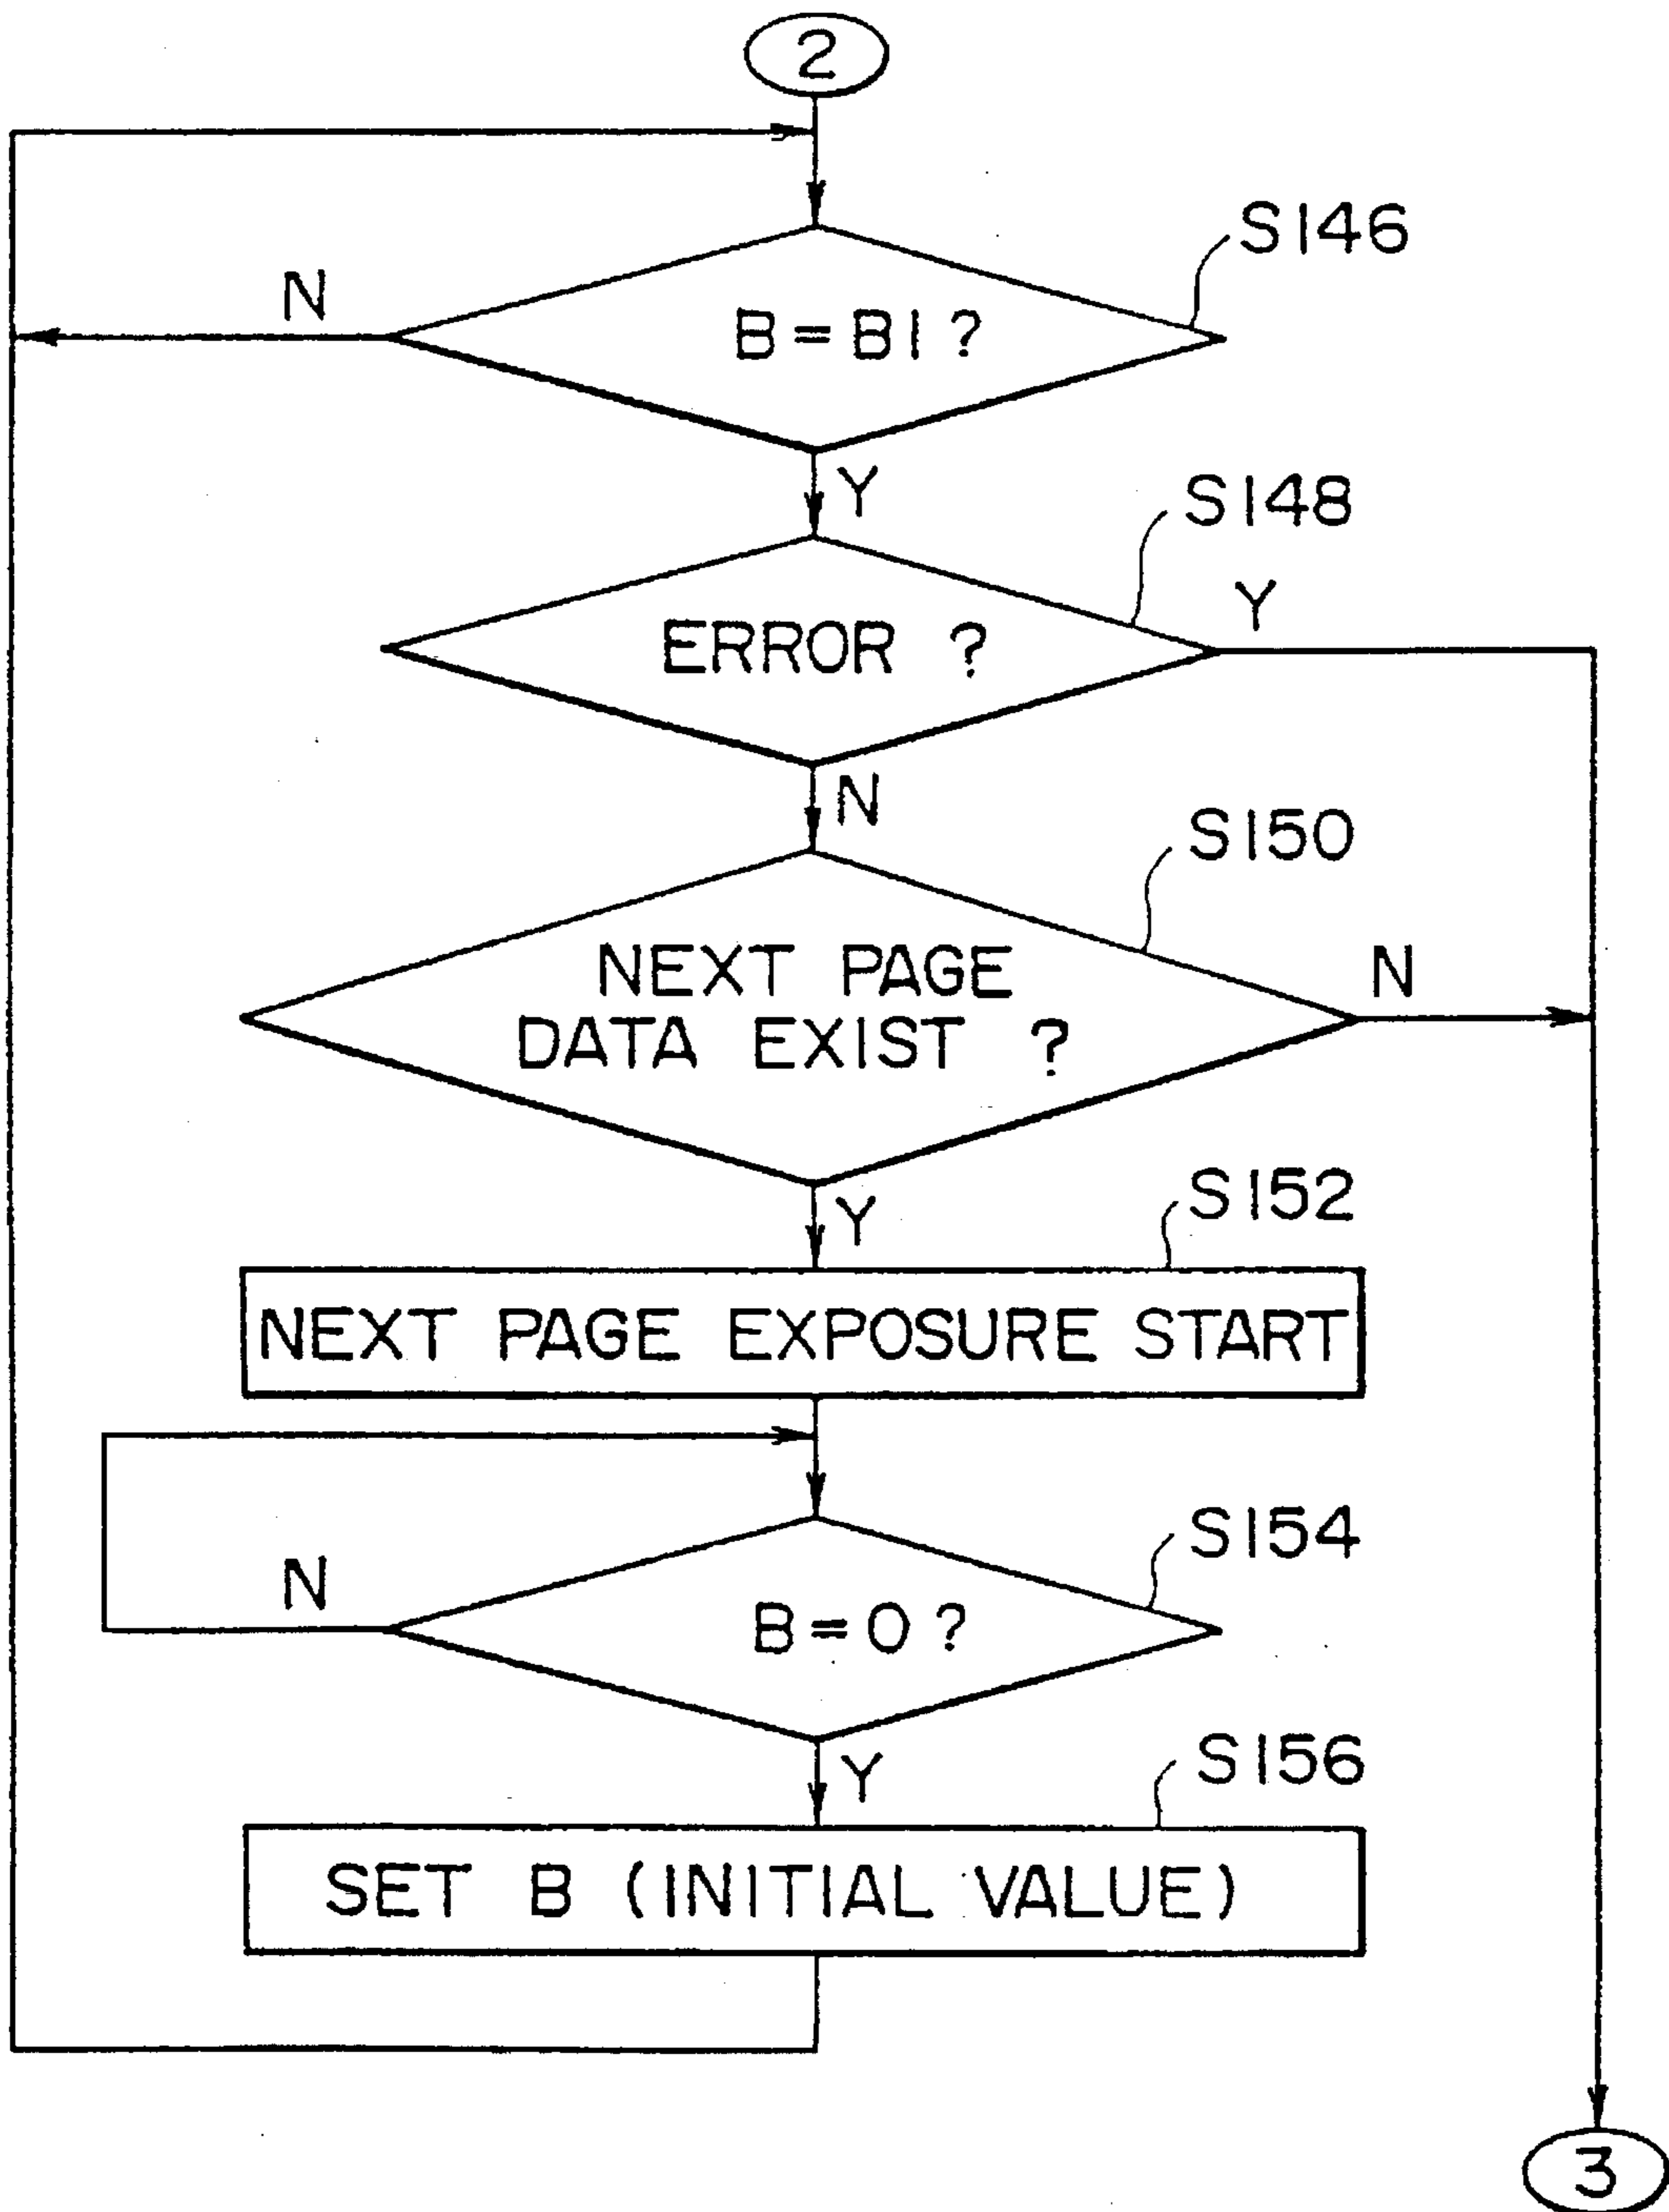 2
S146
N
B=B1?
Y
S148
Y
ERROR ?
N
S150
NEXT PAGE
N
DATA EXIST ?
Y
S152
NEXT PAGE EXPOSURE START
S154
N
B=0?
Y
S156
SET B (INITIAL VALUE)
3